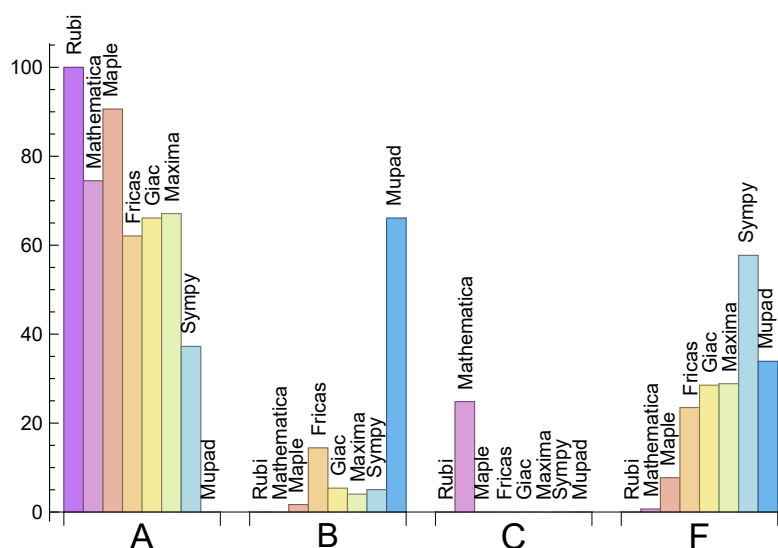 100
80
60
40
20
0
Rubi
Mathematica
Maple
Fricas
Giac
Maxima
Sympy
Mupad
Rubi
Mathematica
Maple
Fricas
Giac
Maxima
Sympy
Mupad
Rubi
Mathematica
Maple
Fricas
Giac
Maxima
Sympy
Mupad
Rubi
Mathematica
Maple
Fricas
Giac
Maxima
Sympy
Mupad
A
B
C
F